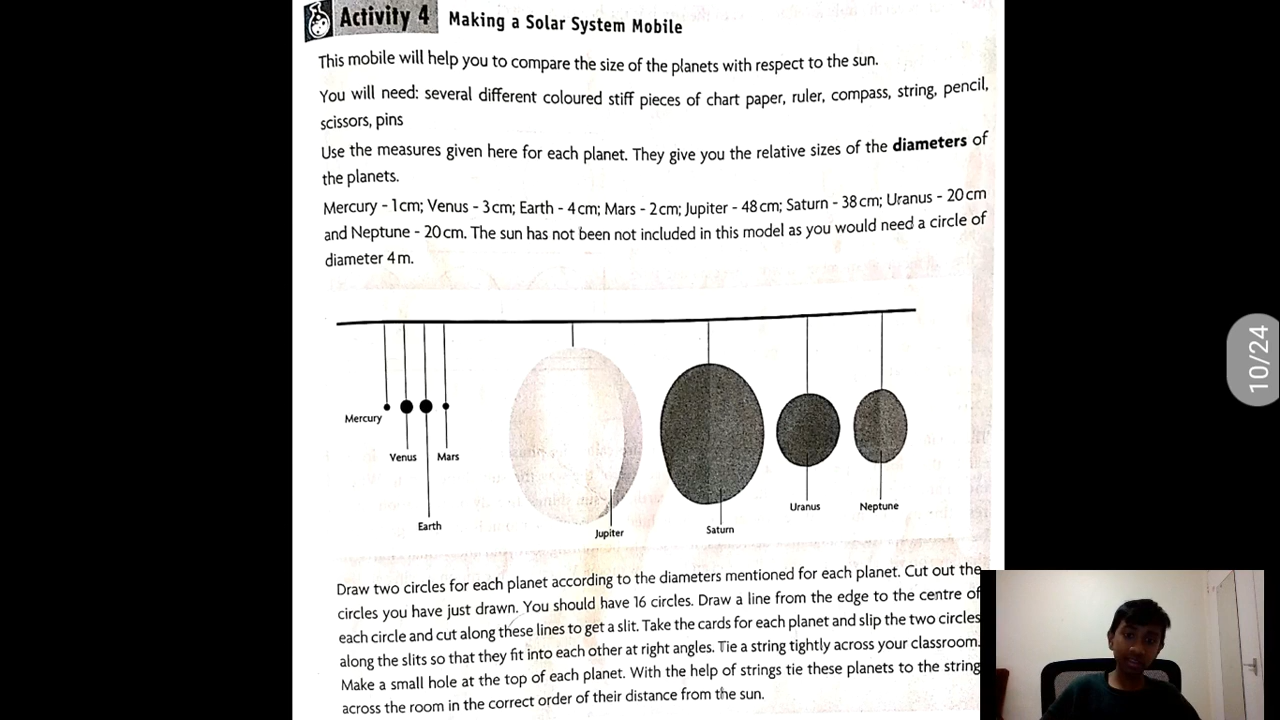 Activity 4 Making a Solar System Mobile
This mobile will help you to compare the size of the planets with respect to the sun.
You will need: several different coloured stiff pieces of chart paper, ruler, compass, string, pencil,
scissors, pins
Use the measures given here for each planet. They give you the relative sizes of the diameters of
the planets.
Mercury - 1cm; Venus - 3cm; Earth - 4cm; Mars - 2cm; Jupiter - 48cm; Saturn - 38cm; Uranus - 20cm
and Neptune - 20cm. The sun has not been not included in this model as you would need a circle of
diameter 4m.
Mercury
Venus
Mars
Earth
Jupiter
Saturn
Uranus
Neptune
10/24
Draw two circles for each planet according to the diameters mentioned for each planet. Cut out the
circles you have just drawn. You should have 16 circles. Draw a line from the edge to the centre of
each circle and cut along these lines to get a slit. Take the cards for each planet and slip the two circles
along the slits so that they fit into each other at right angles. Tie a string tightly across your classroom.
Make a small hole at the top of each planet. With the help of strings tie these planets to the string
across the room in the correct order of their distance from the sun.